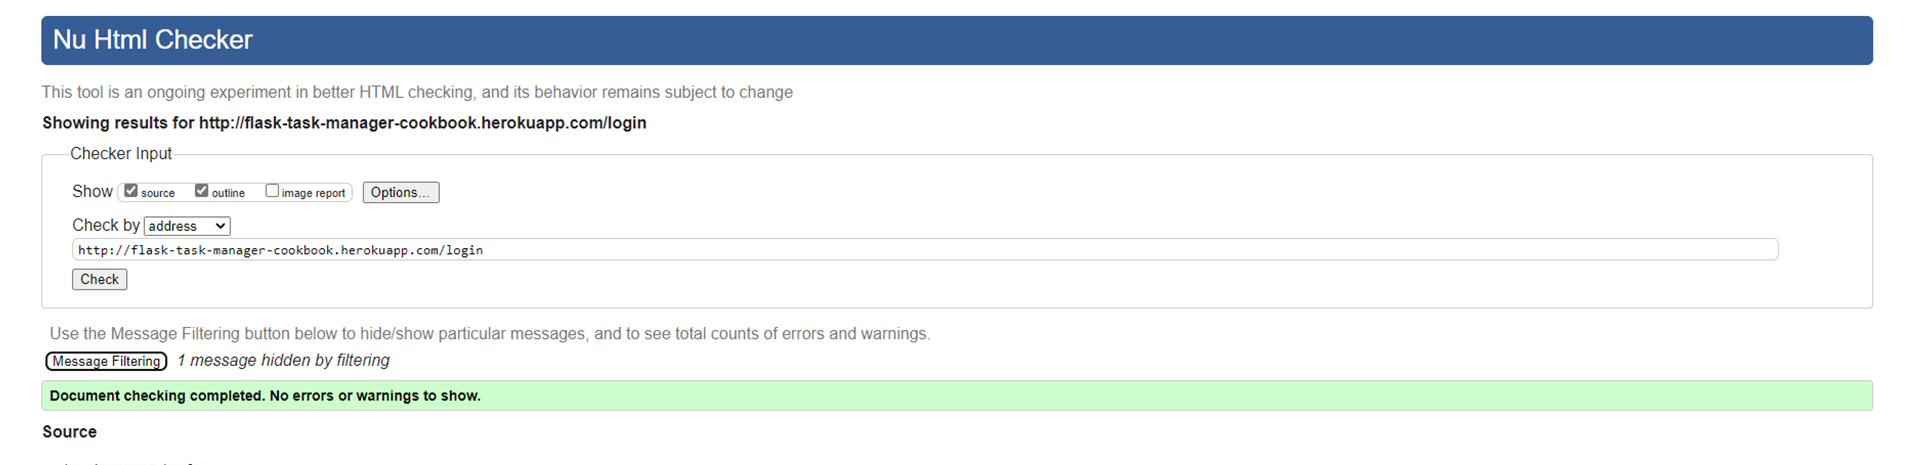 Nu Html Checker
This tool is an ongoing experiment in better HTML checking, and its behavior remains subject to change
Showing results for http://flask-task-manager-cookbook.herokuapp.com/login
Checker Input
Show source outline image report Options...
Check by address
http://flask-task-manager-cookbook.herokuapp.com/login
Check
Use the Message Filtering button below to hide/show particular messages, and to see total counts of errors and warnings.
Message Filtering 1 message hidden by filtering
Document checking completed. No errors or warnings to show.
Source